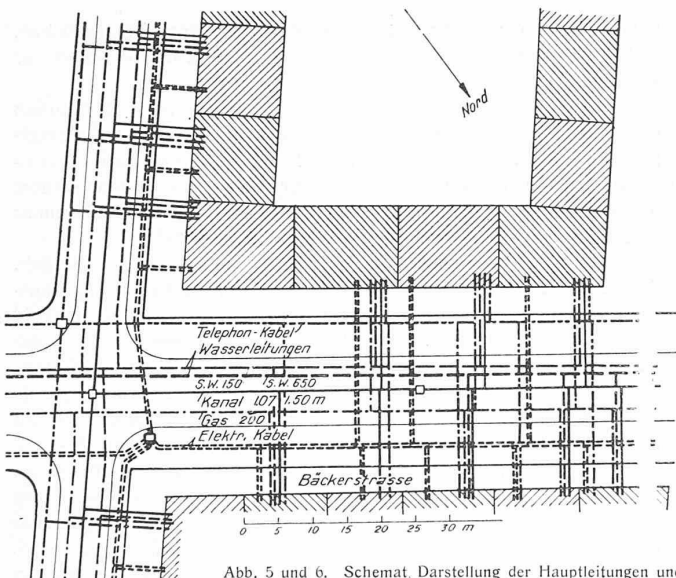 Nord
Telephon-Kabel
Wasserleitungen
S.W. 150 S.W. 650
Kanal 1.07/1.50 m
Gas 200
Elektr. Kabel
Bäckerstrasse
0 5 10 15 20 25 30 m
Abb. 5 und 6. Schemat. Darstellung der Hauptleitungen und